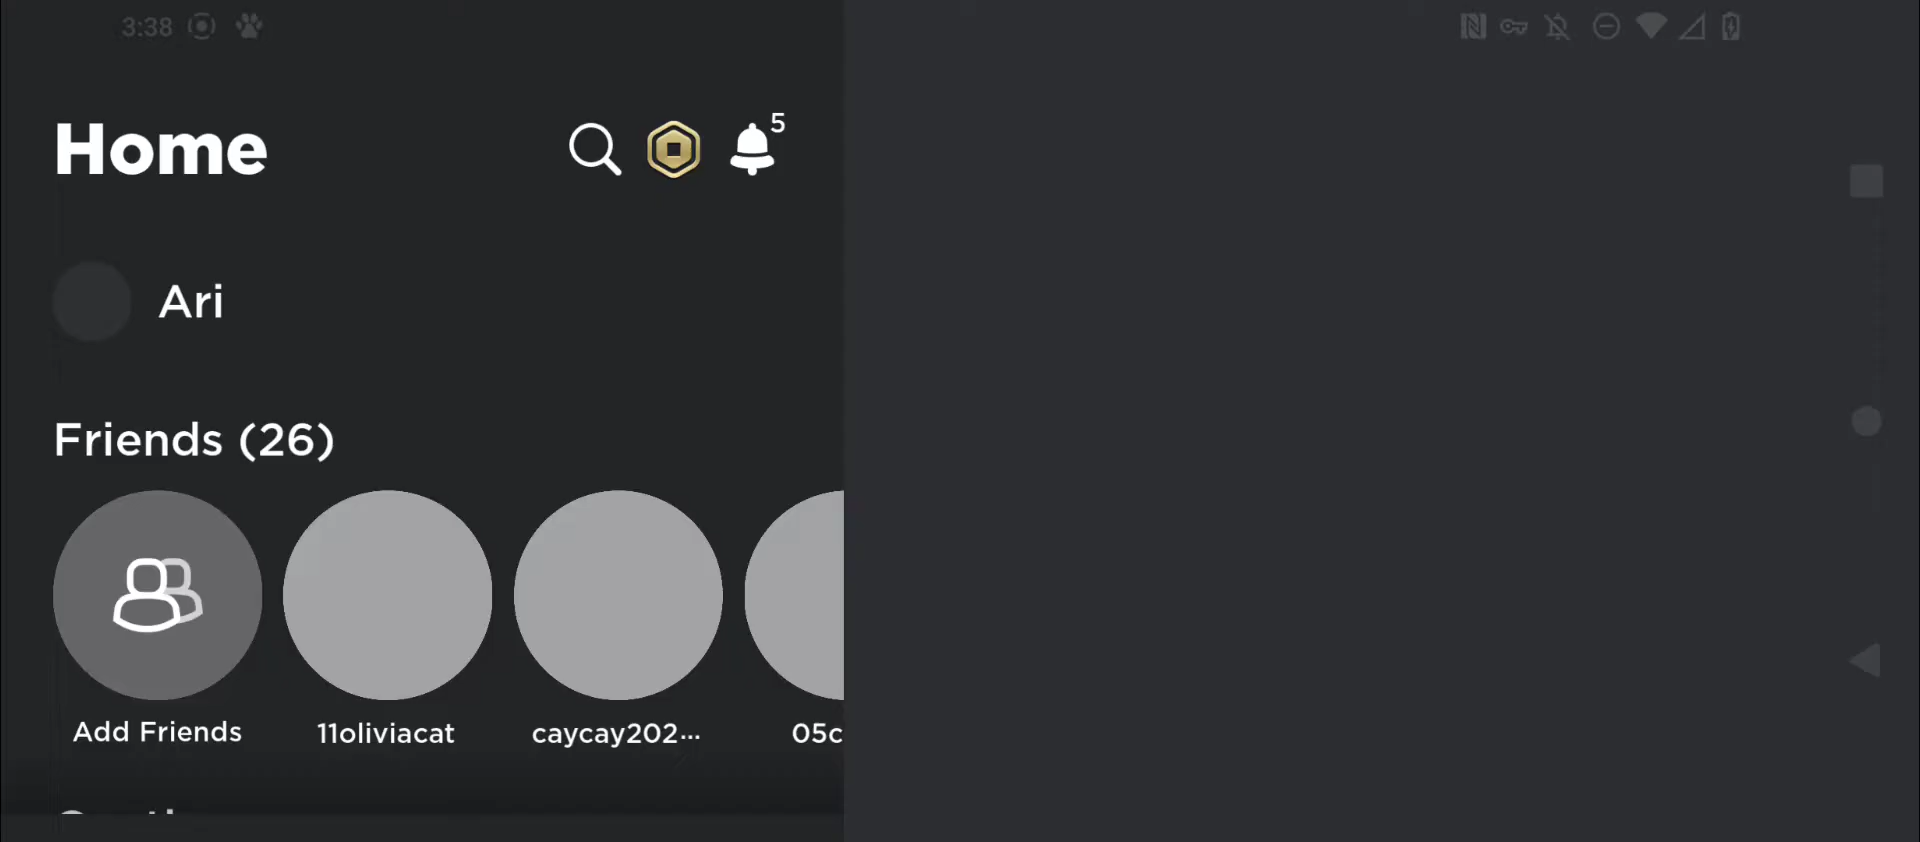 3:38
Home
5
Ari
Friends (26)
Add Friends
11oliviacat
caycay202...
05c